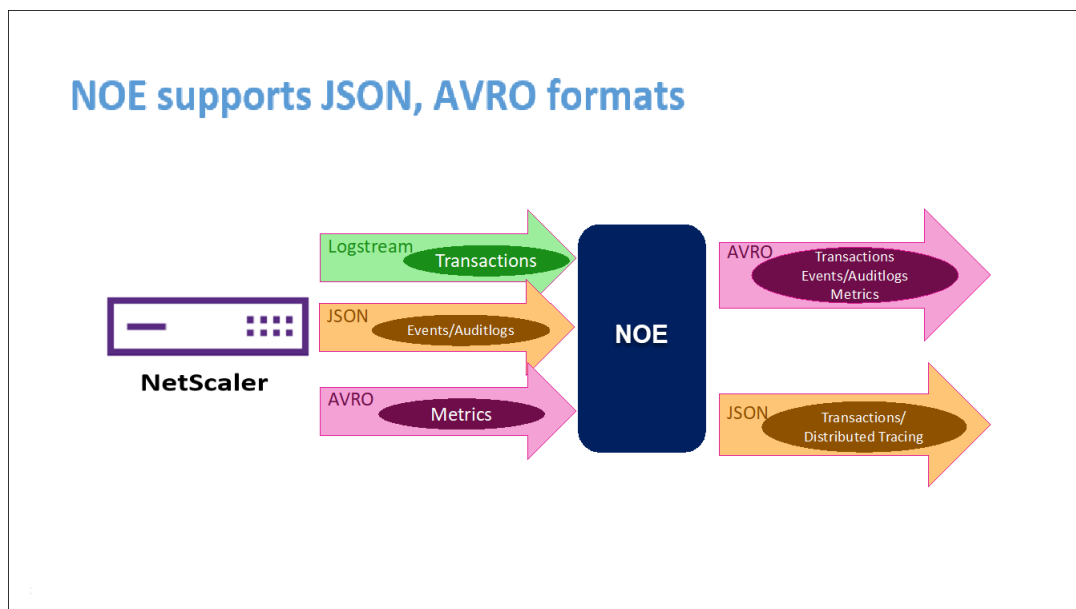 NOE supports JSON, AVRO formats
Logstream
Transactions
JSON
Events/Auditlogs
AVRO
Metrics
NetScaler
NOE
AVRO
Transactions
Events/Auditlogs
Metrics
JSON
Transactions/
Distributed Tracing